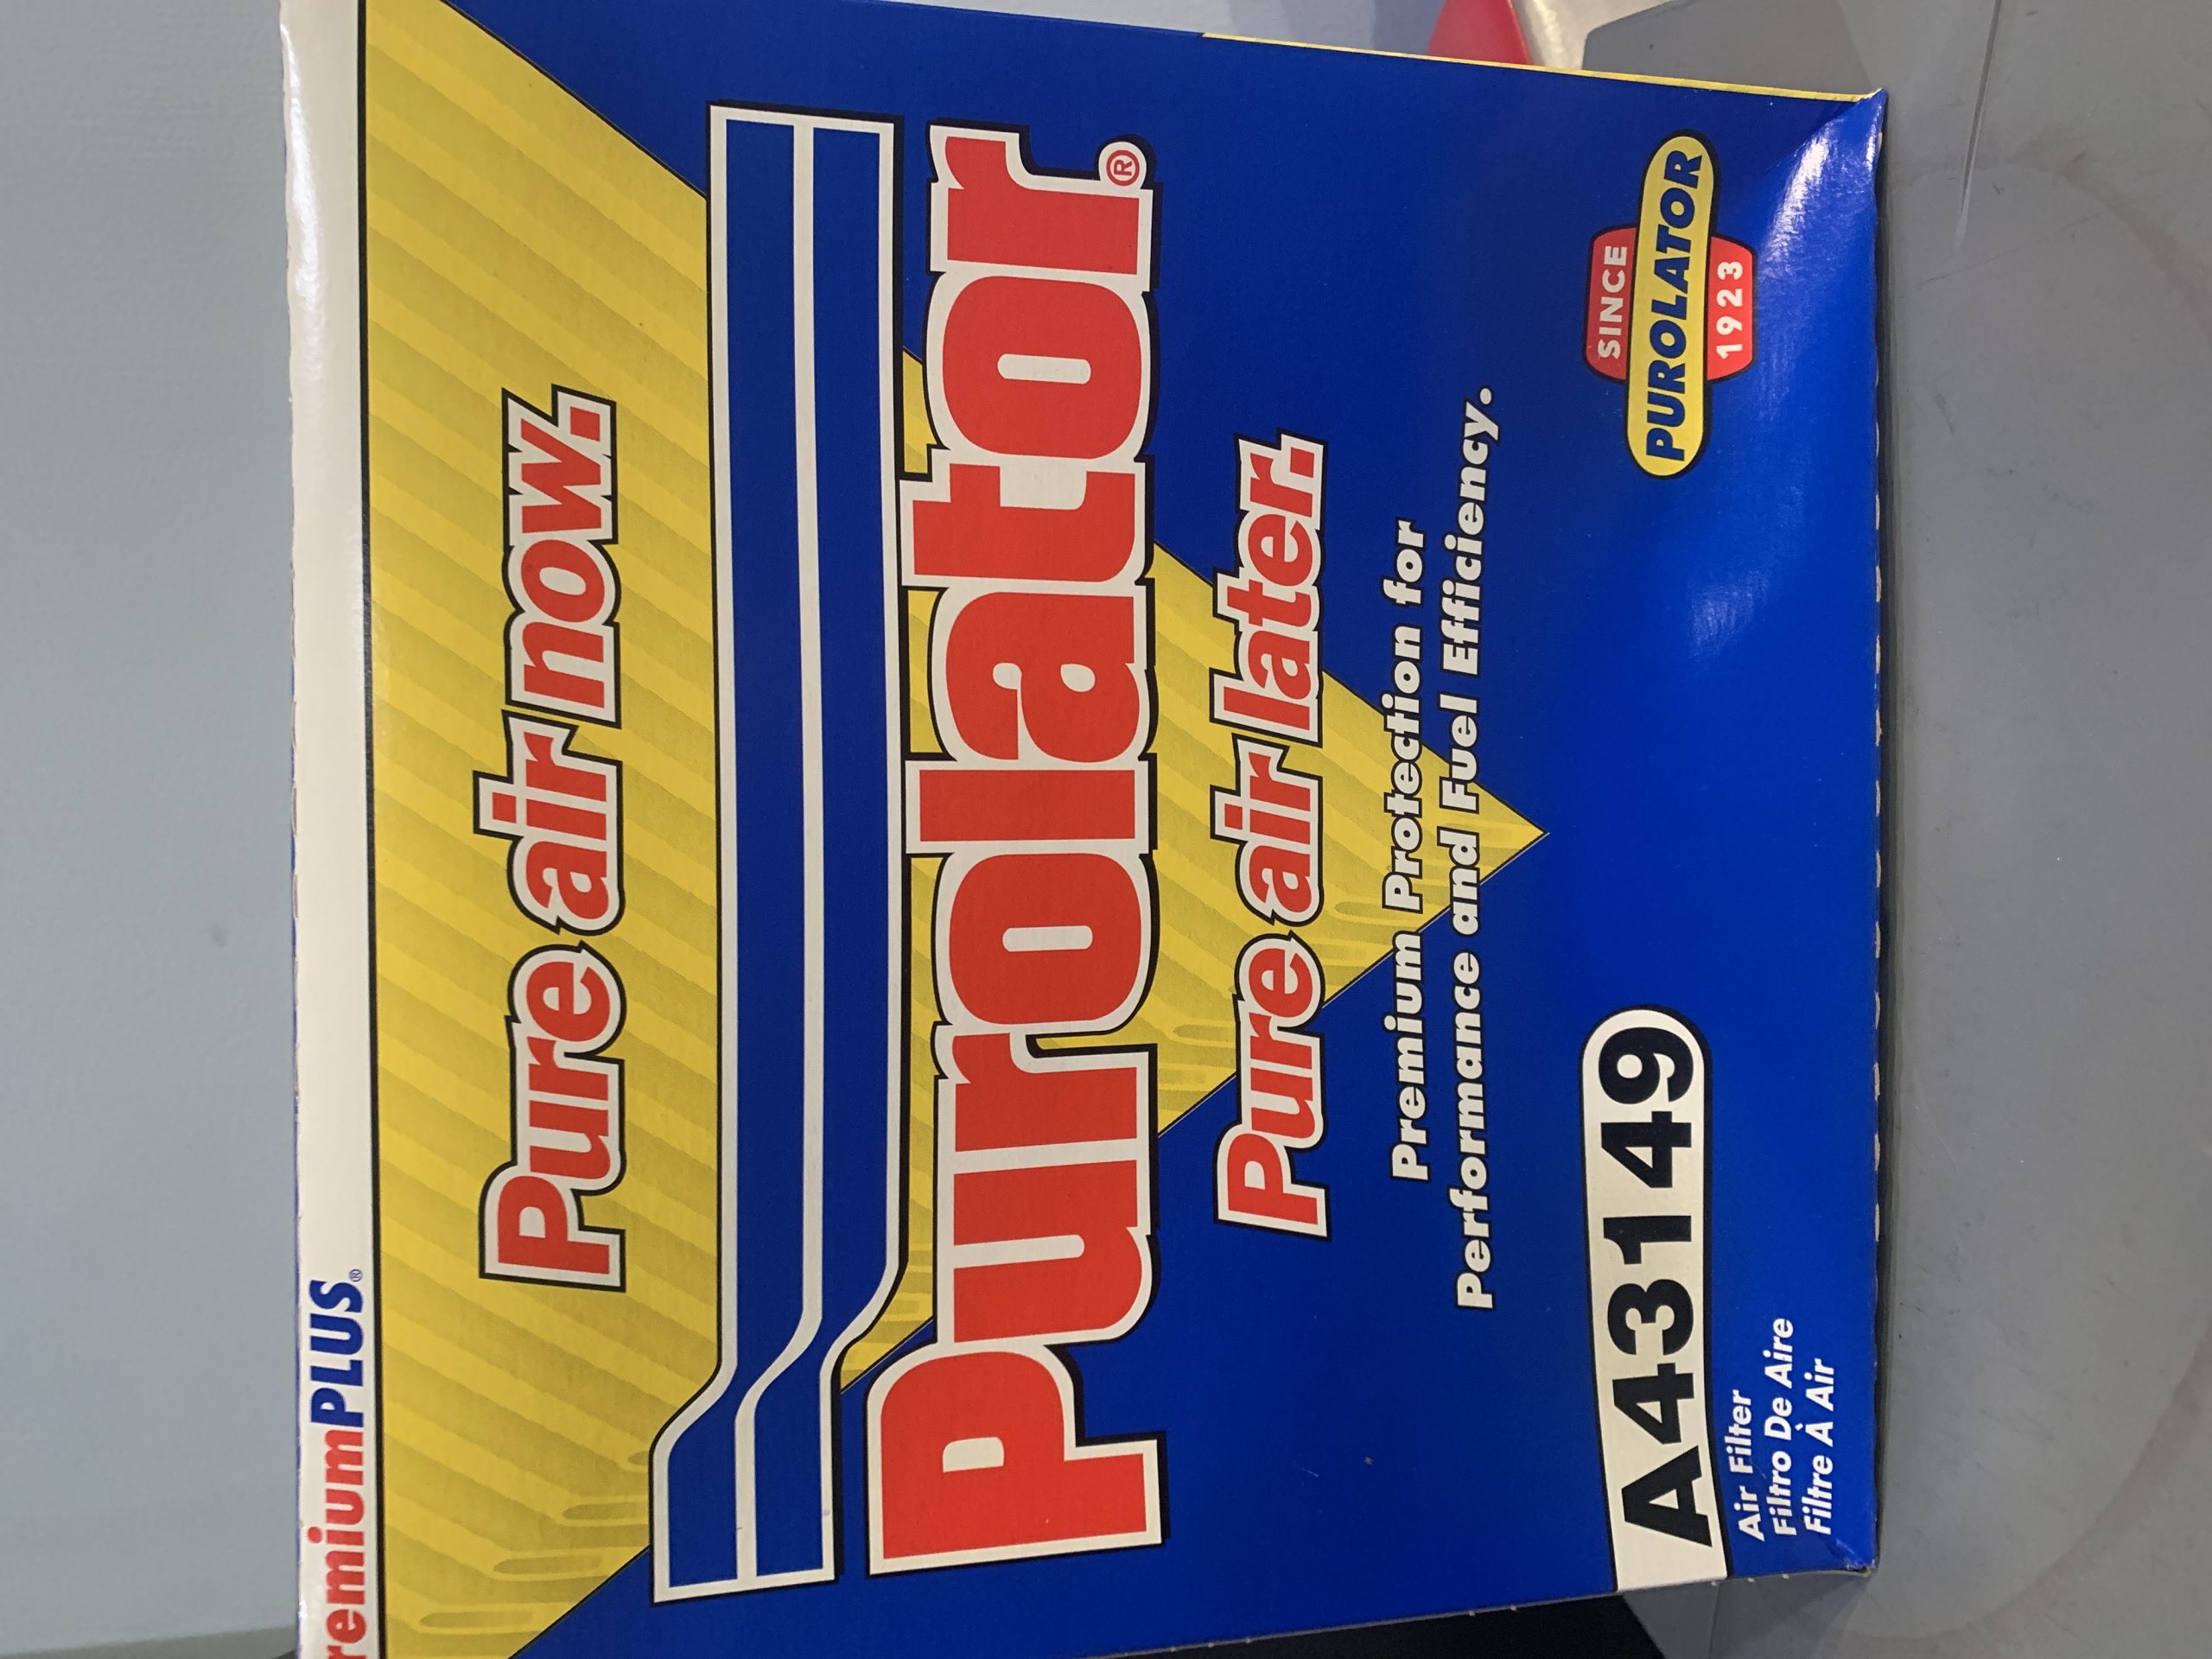 remiumPLUS®
Pure air now.
Purolator®
Pure air later.
Premium Protection for
Performance and Fuel Efficiency.
A43149
Air Filter
Filtro De Aire
Filtre À Air
SINCE
PUROLATOR
1923